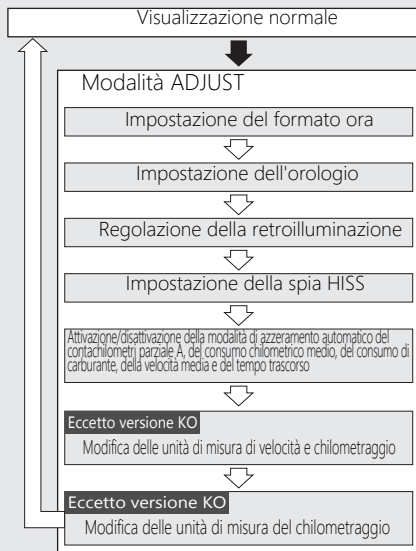 Visualizzazione normale
Modalità ADJUST
Impostazione del formato ora
Impostazione dell'orologio
Regolazione della retroilluminazione
Impostazione della spia HISS
Attivazione/disattivazione della modalità di azzeramento automatico del
contachilometri parziale A, del consumo chilometrico medio, del consumo di
carburante, della velocità media e del tempo trascorso
Eccetto versione KO
Modifica delle unità di misura di velocità e chilometraggio
Eccetto versione KO
Modifica delle unità di misura del chilometraggio